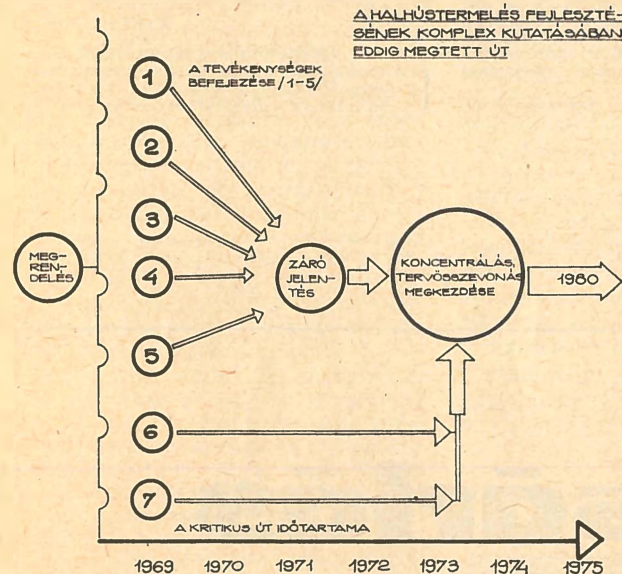 A HALHÚSTERMELÉS FEJLESZTÉ-
SÉNEK KOMPLEX KUTATÁSÁBAN
EDDIG MEGTETT ÚT
1
A TEVÉKENYSÉGEK
BEFEJEZÉSE /1-5/
2
3
MEG-
REN-
DELÉS
4
ZÁRÓ
JELEN-
TÉS
KONCENTRÁLÁS,
TERVÖSSZEVONÁS
MEGKEZDÉSE
1980
5
6
7
A KRITIKUS ÚT IDŐTARTAMA
1969 1970 1971 1972 1973 1974 1975